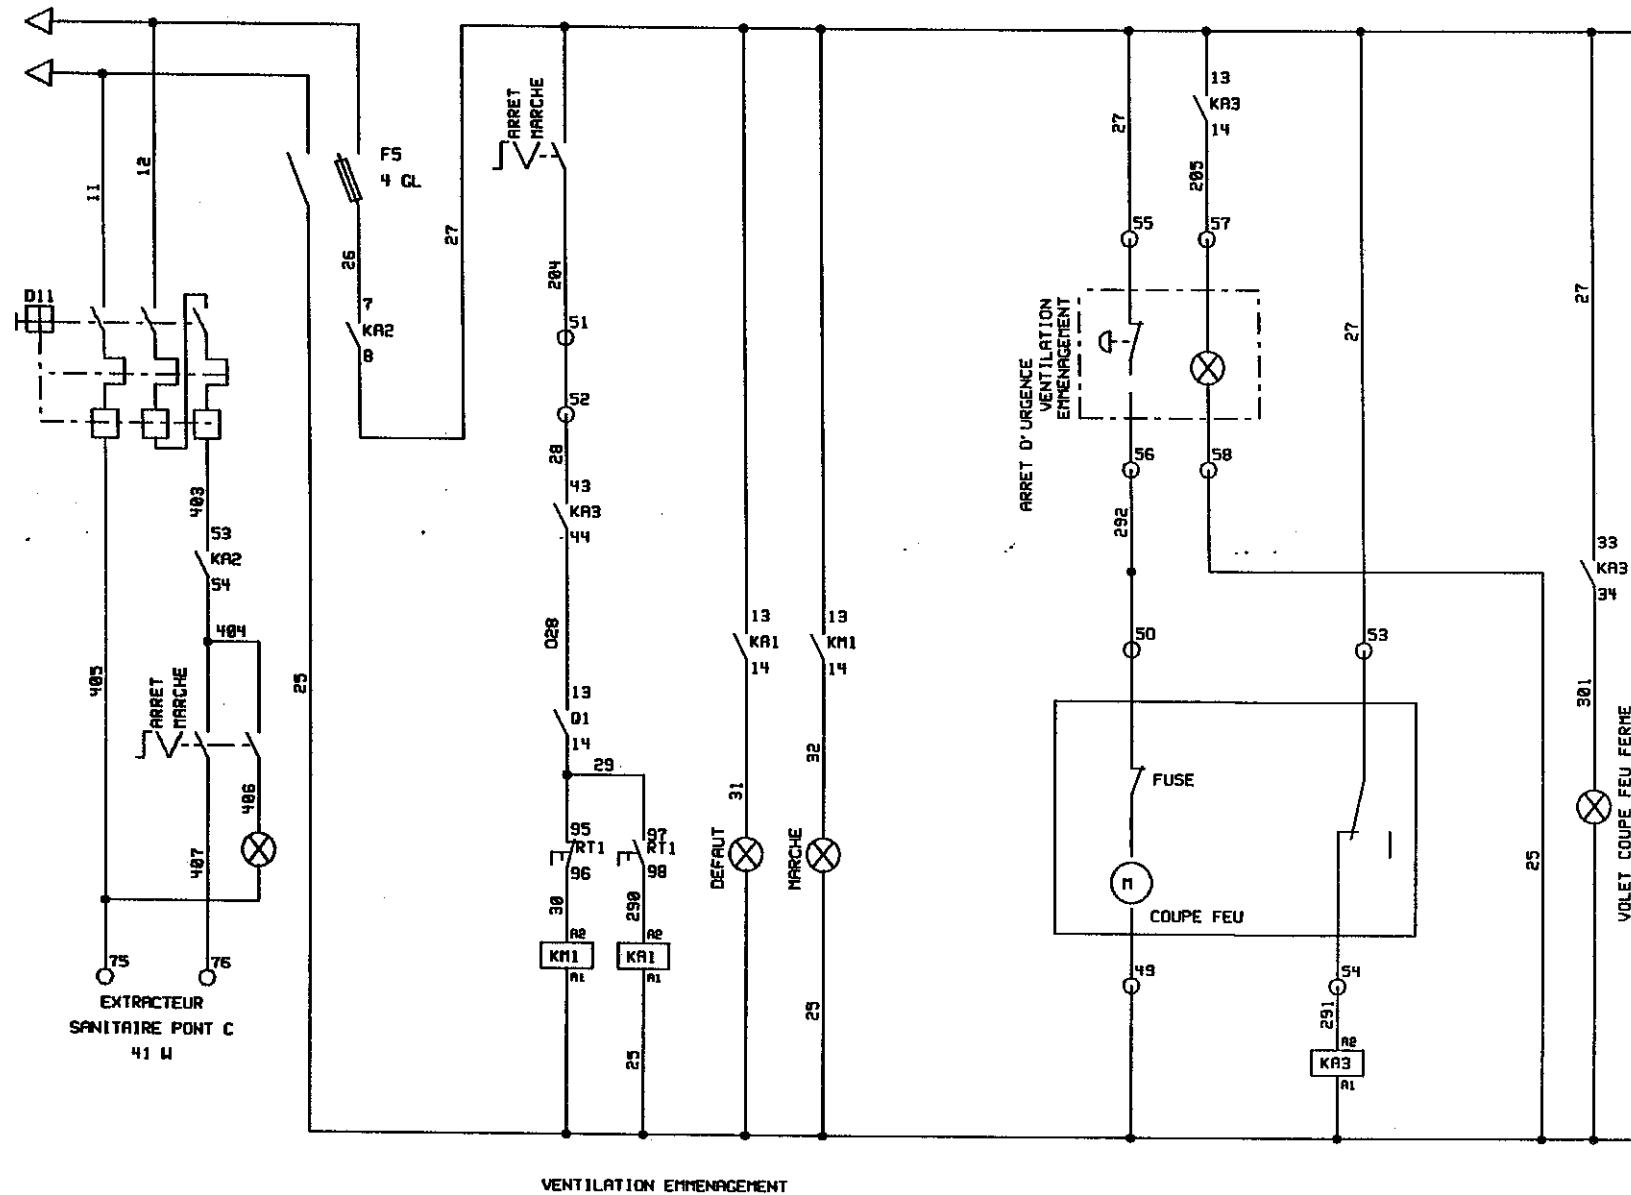 11
12
F5
4 GL
26
7
KA2
8
27
ARRET
MARCHE
204
51
52
28
43
KA3
44
028
13
Q1
14
29
95
RT1
96
97
RT1
98
30
290
A2
KM1
A1
A2
KA1
A1
25
D11
403
53
KA2
54
404
405
ARRET
MARCHE
406
407
75
76
EXTRACTEUR
SANITAIRE PONT C
41 W
25
13
KA1
14
31
DEFAUT
13
KM1
14
32
MARCHE
25
27
55
13
KA3
14
205
57
ARRET D'URGENCE
VENTILATION
EMMENAGEMENT
56
58
292
50
FUSE
M
COUPE FEU
49
27
53
54
291
A2
KA3
A1
25
27
33
KA3
34
301
VOLET COUPE FEU FERME
VENTILATION EMMENAGEMENT